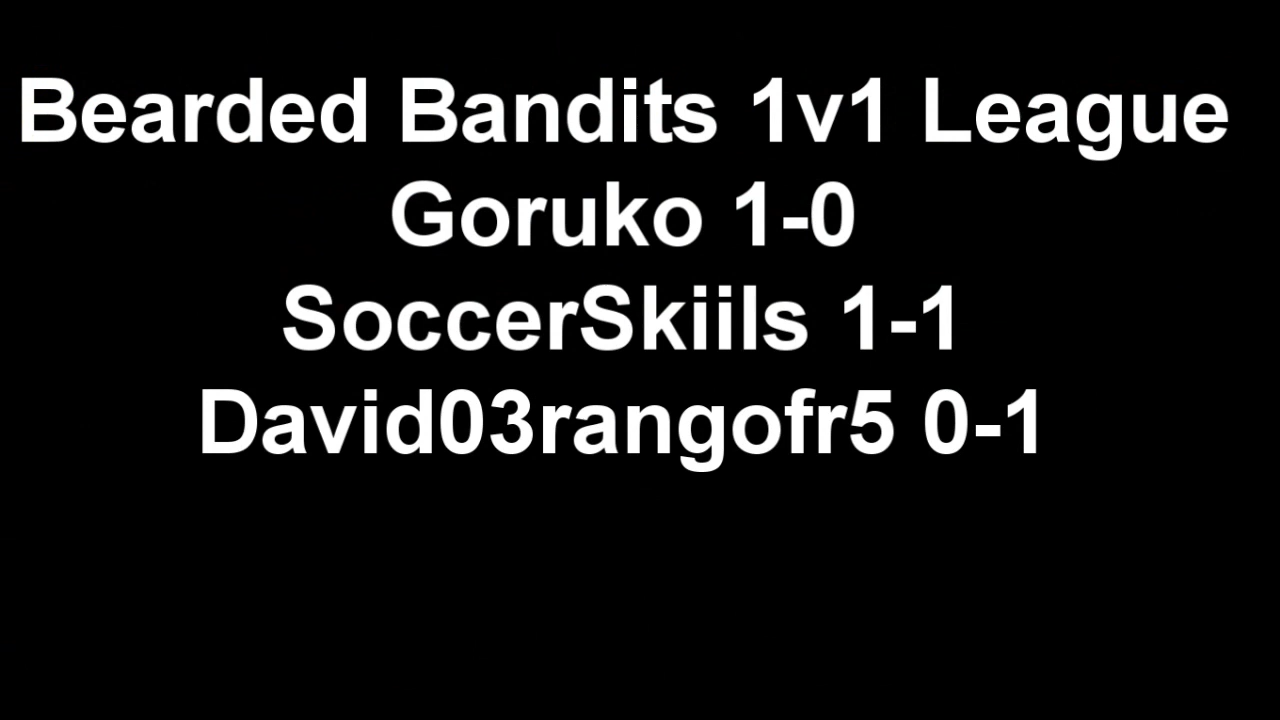 Bearded Bandits 1v1 League
Goruko 1-0
SoccerSkiils 1-1
David03rangofr5 0-1